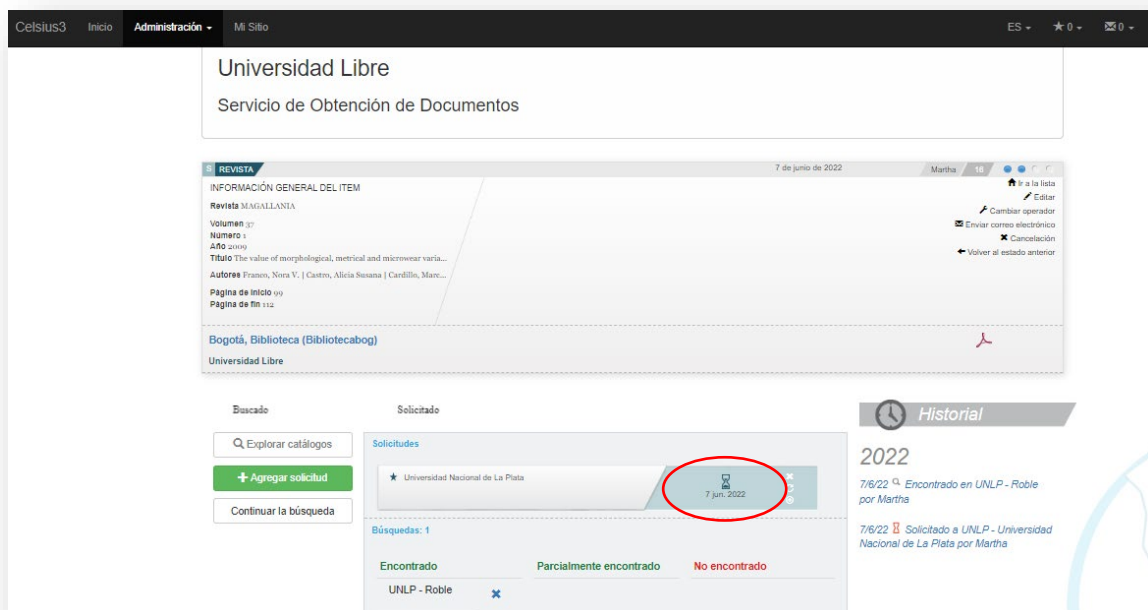 Celsius3 Inicio Administración Mi Sitio ES 0 0
Universidad Libre
Servicio de Obtención de Documentos
S REVISTA 7 de junio de 2022 Martha 16
INFORMACIÓN GENERAL DEL ITEM
Revista MAGALLANIA
Volumen 37
Número 1
Año 2009
Título The value of morphological, metrical and microwear varia...
Autores Franco, Nora V. | Castro, Alicia Susana | Cardillo, Marc...
Página de Inicio 99
Página de fin 112
Ir a la lista
Editar
Cambiar operador
Enviar correo electrónico
Cancelación
Volver al estado anterior
Bogotá, Biblioteca (Bibliotecabog)
Universidad Libre
Buscado Solicitado
Explorar catálogos
Agregar solicitud
Continuar la búsqueda
Solicitudes
Universidad Nacional de La Plata
7 jun. 2022
Búsquedas: 1
Encontrado Parcialmente encontrado No encontrado
UNLP - Roble
Historial
2022
7/6/22 Encontrado en UNLP - Roble
por Martha
7/6/22 Solicitado a UNLP - Universidad
Nacional de La Plata por Martha